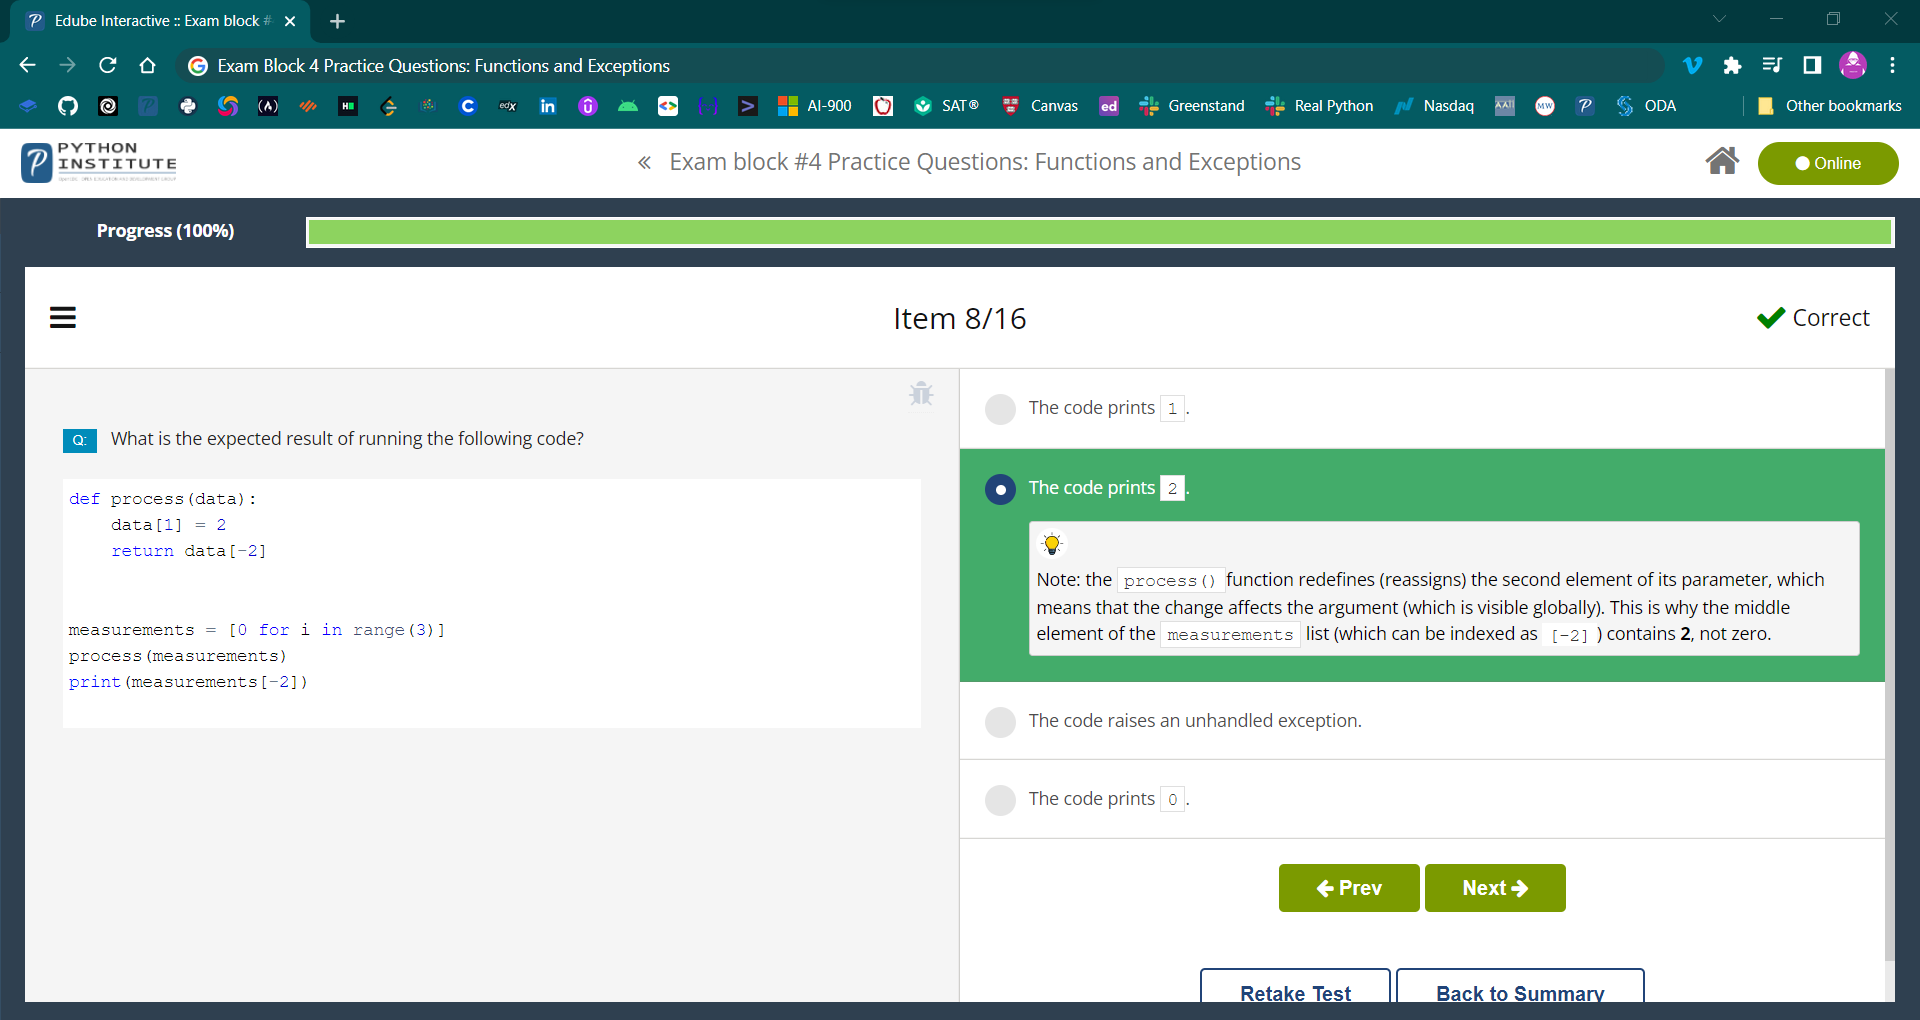 Edube Interactive :: Exam block #
Exam Block 4 Practice Questions: Functions and Exceptions
AI-900
SAT®
Canvas
ed
Greenstand
Real Python
Nasdaq
MW
ODA
Other bookmarks
PYTHON
INSTITUTE
« Exam block #4 Practice Questions: Functions and Exceptions
Online
Progress (100%)
Item 8/16
Correct
Q: What is the expected result of running the following code?
def process(data):
    data[1] = 2
    return data[-2]
measurements = [0 for i in range(3)]
process(measurements)
print(measurements[-2])
The code prints 1.
The code prints 2.
Note: the process() function redefines (reassigns) the second element of its parameter, which
means that the change affects the argument (which is visible globally). This is why the middle
element of the measurements list (which can be indexed as [-2] ) contains 2, not zero.
The code raises an unhandled exception.
The code prints 0.
Prev
Next
Retake Test
Back to Summary